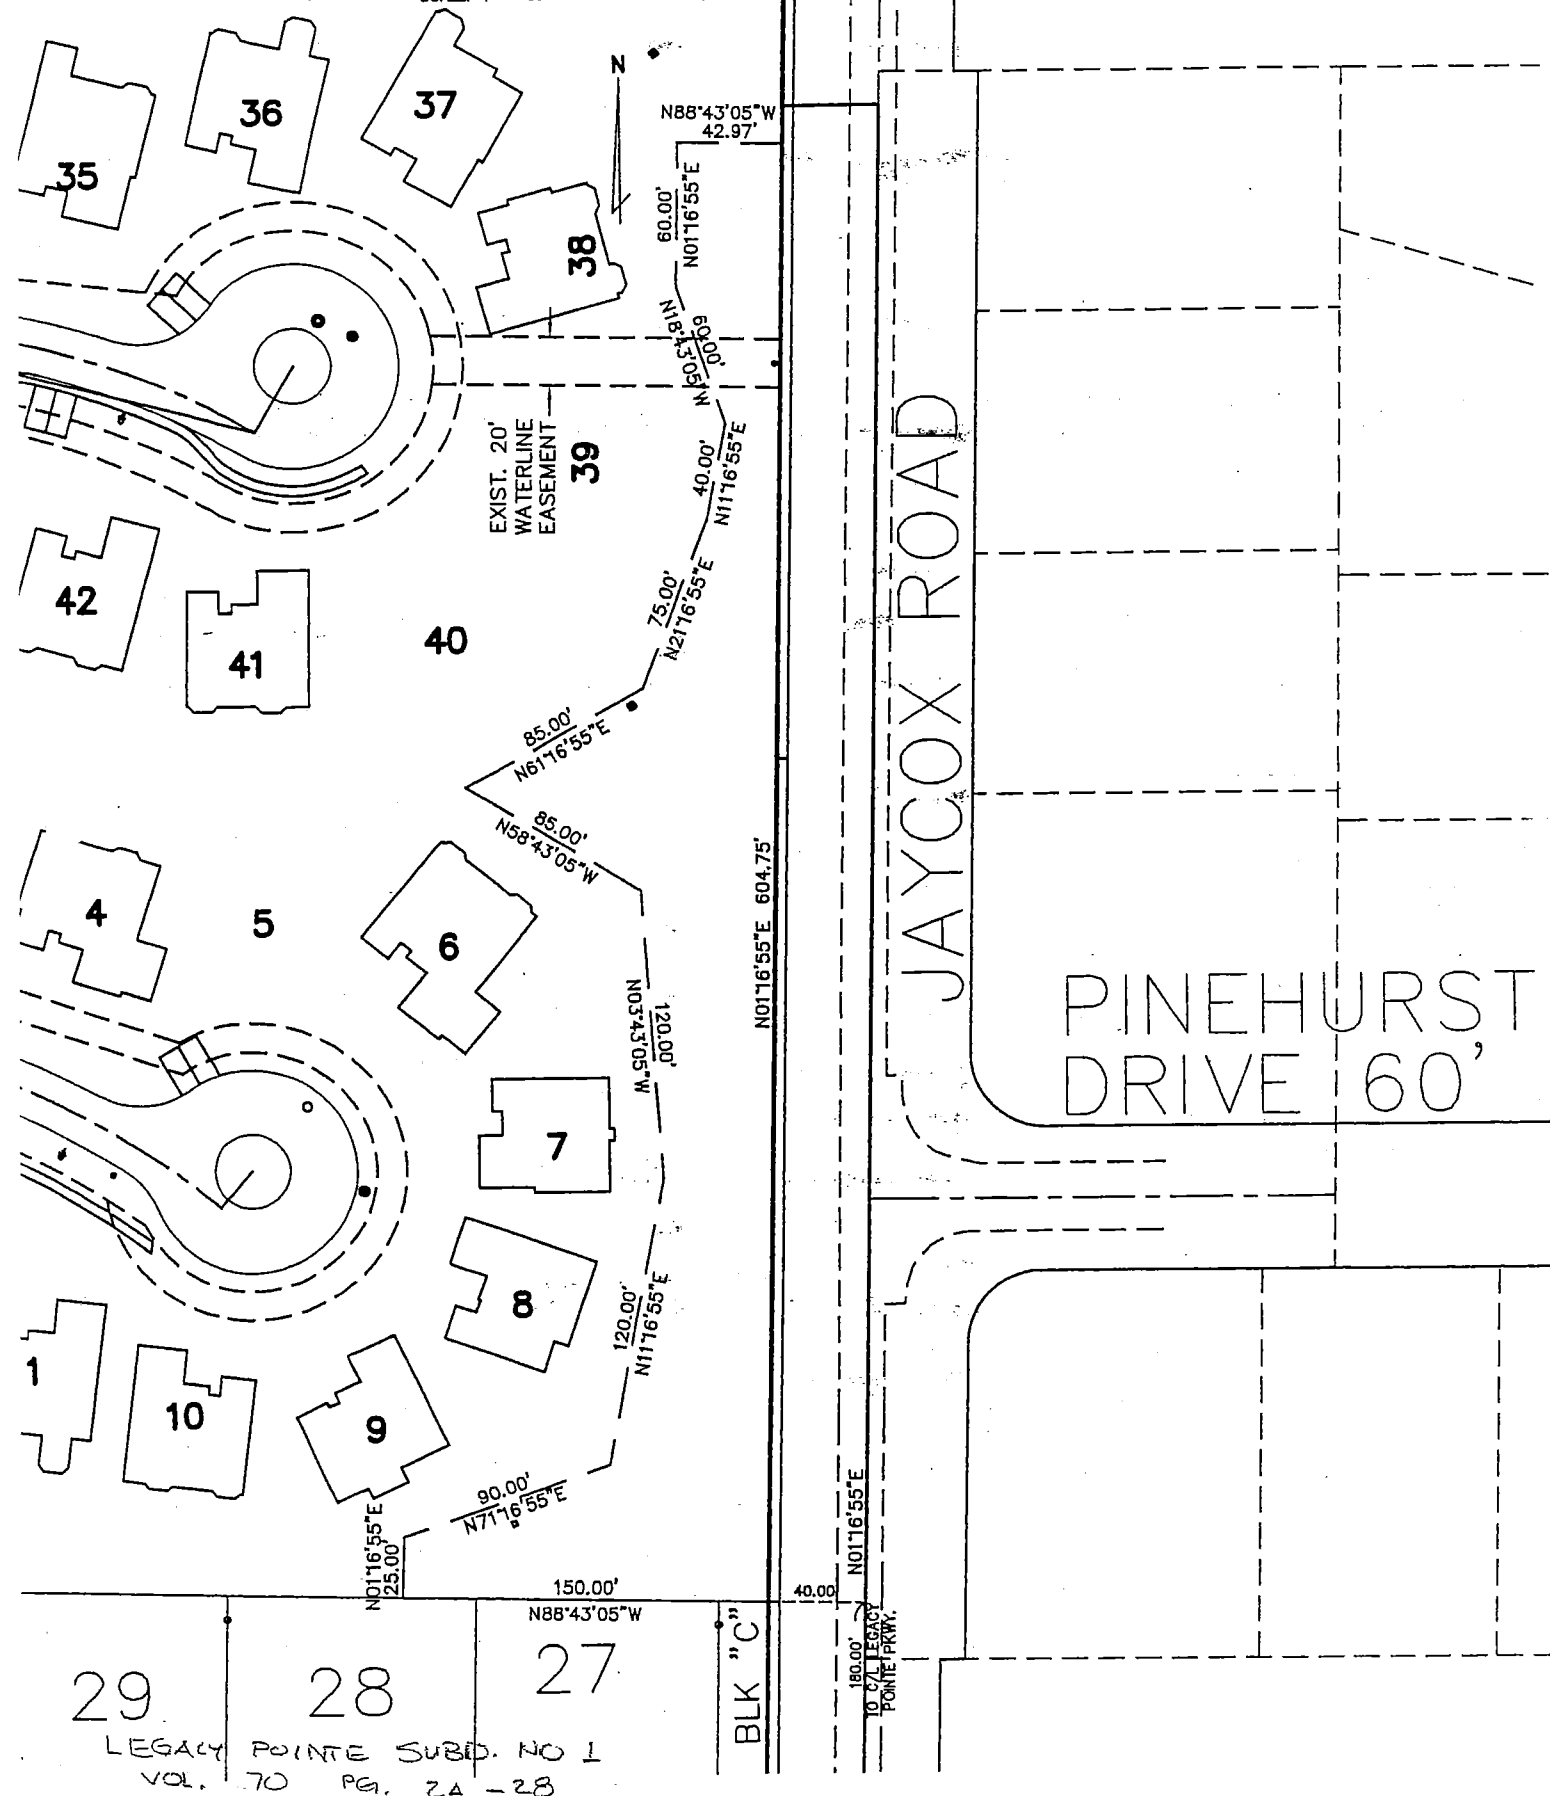 36
37
N
35
N88°43'05"W
42.97'
60.00'
N01°16'55"E
38
60.00'
N18°43'05"W
EXIST. 20'
WATERLINE
EASEMENT
39
40.00'
N11°16'55"E
JAYCOX ROAD
42
41
40
75.00'
N21°16'55"E
85.00'
N61°16'55"E
85.00'
N58°43'05"W
N01°16'55"E 604.75'
4
5
6
120.00'
N03°43'05"W
PINEHURST
DRIVE 60'
7
8
120.00'
N11°16'55"E
1
10
9
90.00'
N71°16'55"E
N01°16'55"E
25.00'
N01°16'55"E
150.00'
N88°43'05"W
40.00
180.00'
TO C/L LEGACY
POINTE PKWY.
29
28
27
BLK "C"
LEGACY POINTE SUBD. NO 1
VOL. 70 PG. 2A - 28